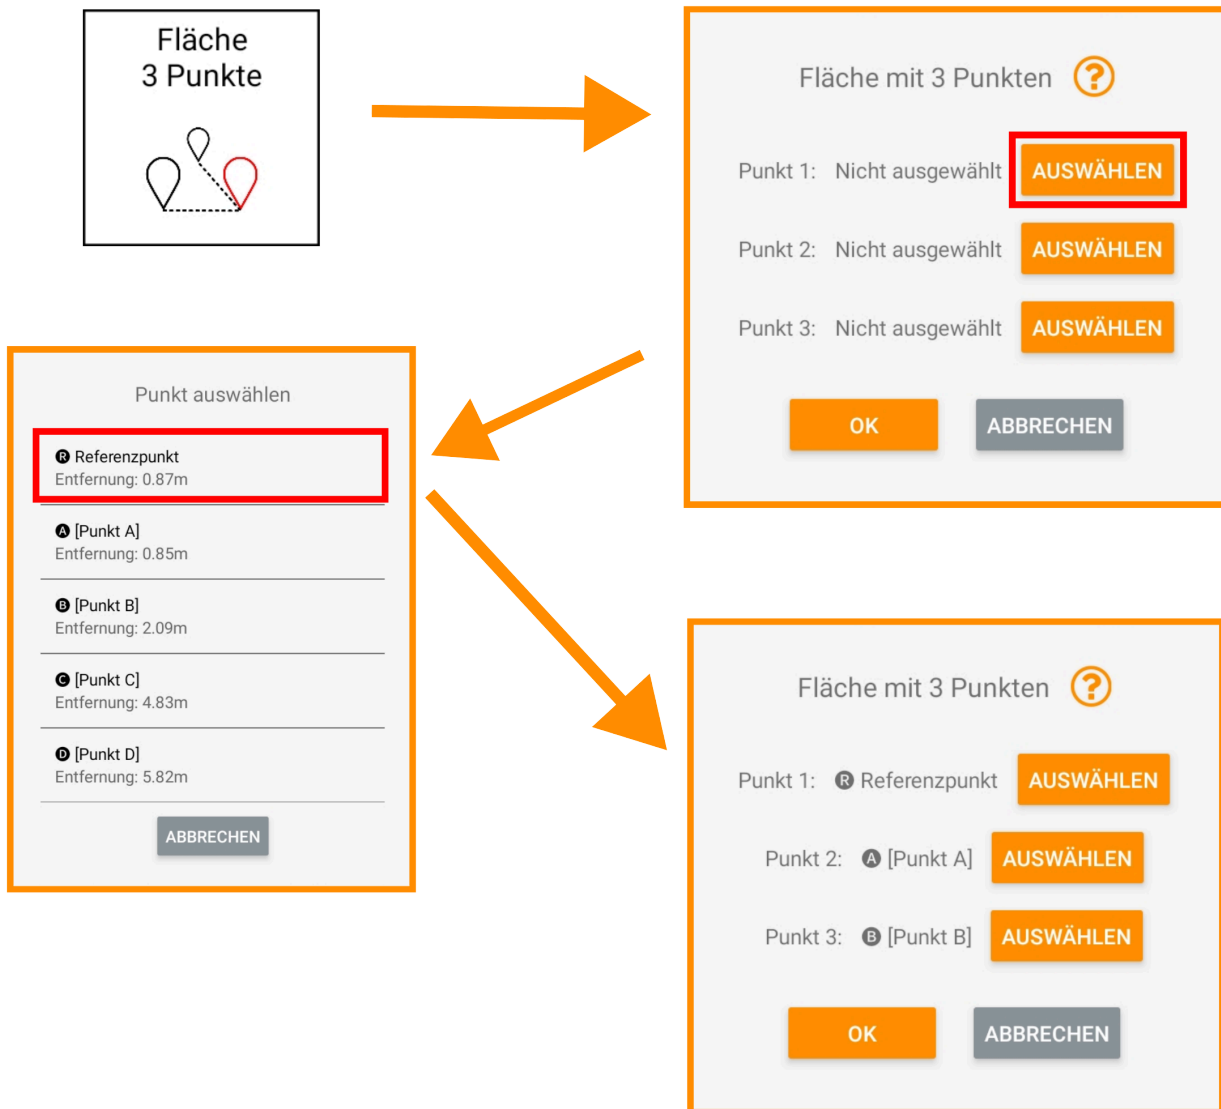 Fläche
3 Punkte
Fläche mit 3 Punkten ?
Punkt 1: Nicht ausgewählt AUSWÄHLEN
Punkt 2: Nicht ausgewählt AUSWÄHLEN
Punkt 3: Nicht ausgewählt AUSWÄHLEN
OK ABBRECHEN
Punkt auswählen
R Referenzpunkt
Entfernung: 0.87m
A [Punkt A]
Entfernung: 0.85m
B [Punkt B]
Entfernung: 2.09m
C [Punkt C]
Entfernung: 4.83m
D [Punkt D]
Entfernung: 5.82m
ABBRECHEN
Fläche mit 3 Punkten ?
Punkt 1: R Referenzpunkt AUSWÄHLEN
Punkt 2: A [Punkt A] AUSWÄHLEN
Punkt 3: B [Punkt B] AUSWÄHLEN
OK ABBRECHEN